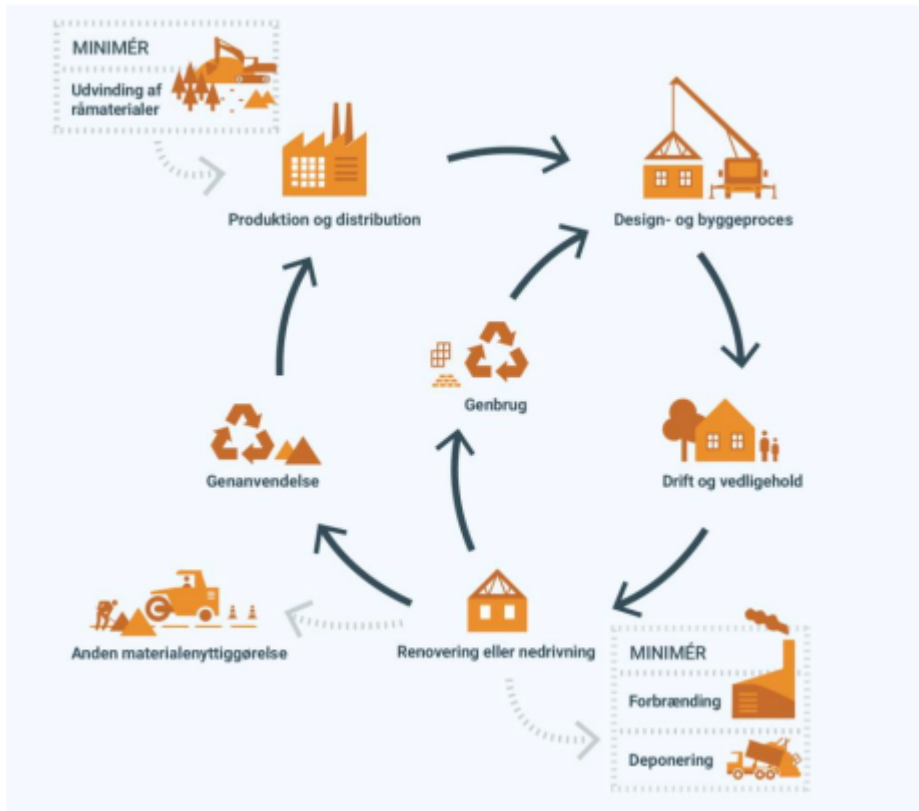 MINIMÉR
Udvinding af
råmaterialer
Produktion og distribution
Design- og byggeproces
Genbrug
Genanvendelse
Drift og vedligehold
Anden materialenyttiggørelse
Renovering eller nedrivning
MINIMÉR
Forbrænding
Deponering